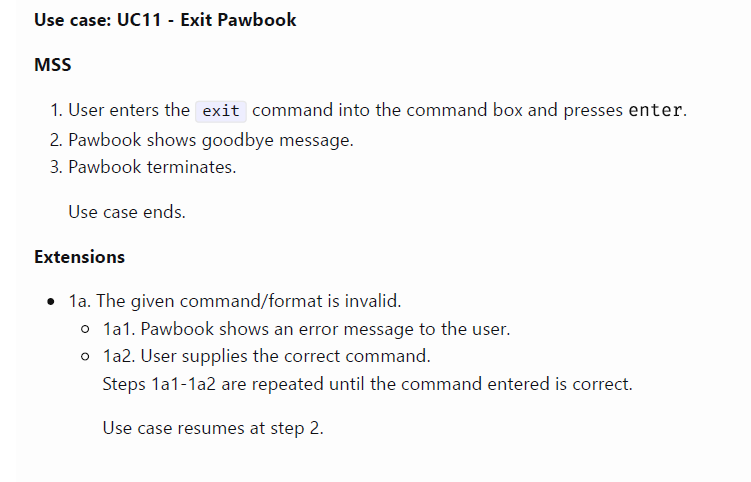 Use case: UC11 - Exit Pawbook
MSS
1. User enters the exit command into the command box and presses enter.
2. Pawbook shows goodbye message.
3. Pawbook terminates.
Use case ends.
Extensions
• 1a. The given command/format is invalid.
○ 1a1. Pawbook shows an error message to the user.
○ 1a2. User supplies the correct command.
Steps 1a1-1a2 are repeated until the command entered is correct.
Use case resumes at step 2.